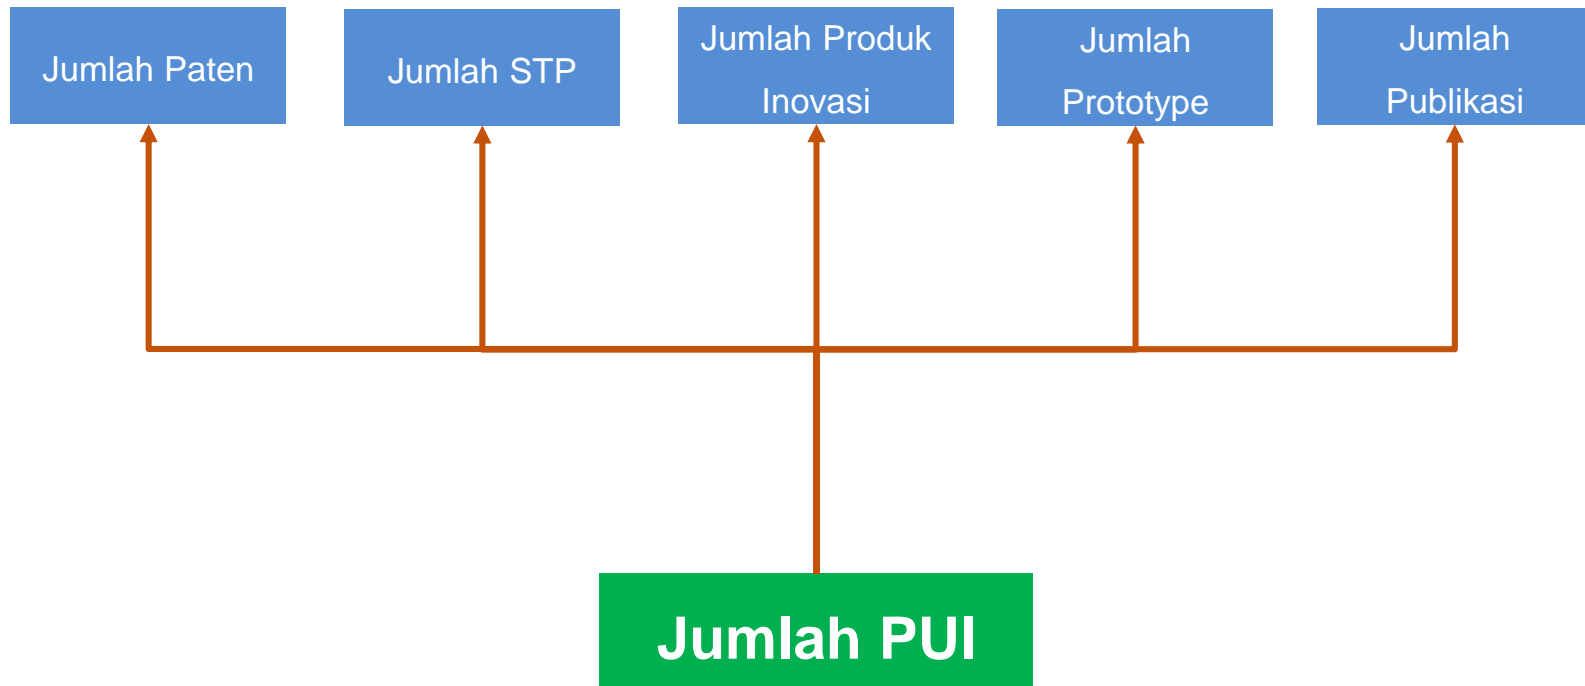 Jumlah Paten
Jumlah STP
Jumlah Produk
Inovasi
Jumlah
Prototype
Jumlah
Publikasi
Jumlah PUI